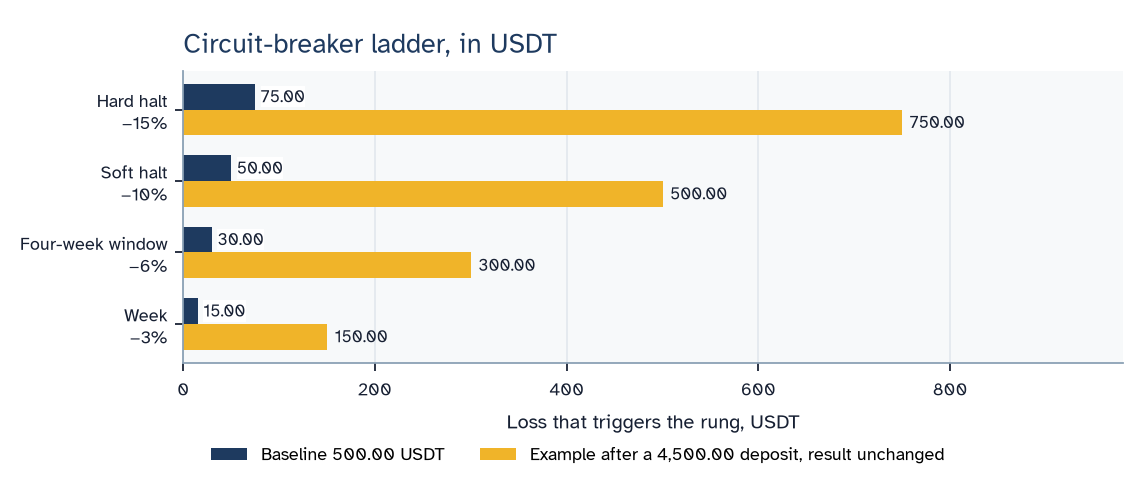 Circuit-breaker ladder, in USDT
Hard halt
−15%
75.00
750.00
Soft halt
−10%
50.00
500.00
Four-week window
−6%
30.00
300.00
Week
−3%
15.00
150.00
0 200 400 600 800
Loss that triggers the rung, USDT
Baseline 500.00 USDT
Example after a 4,500.00 deposit, result unchanged